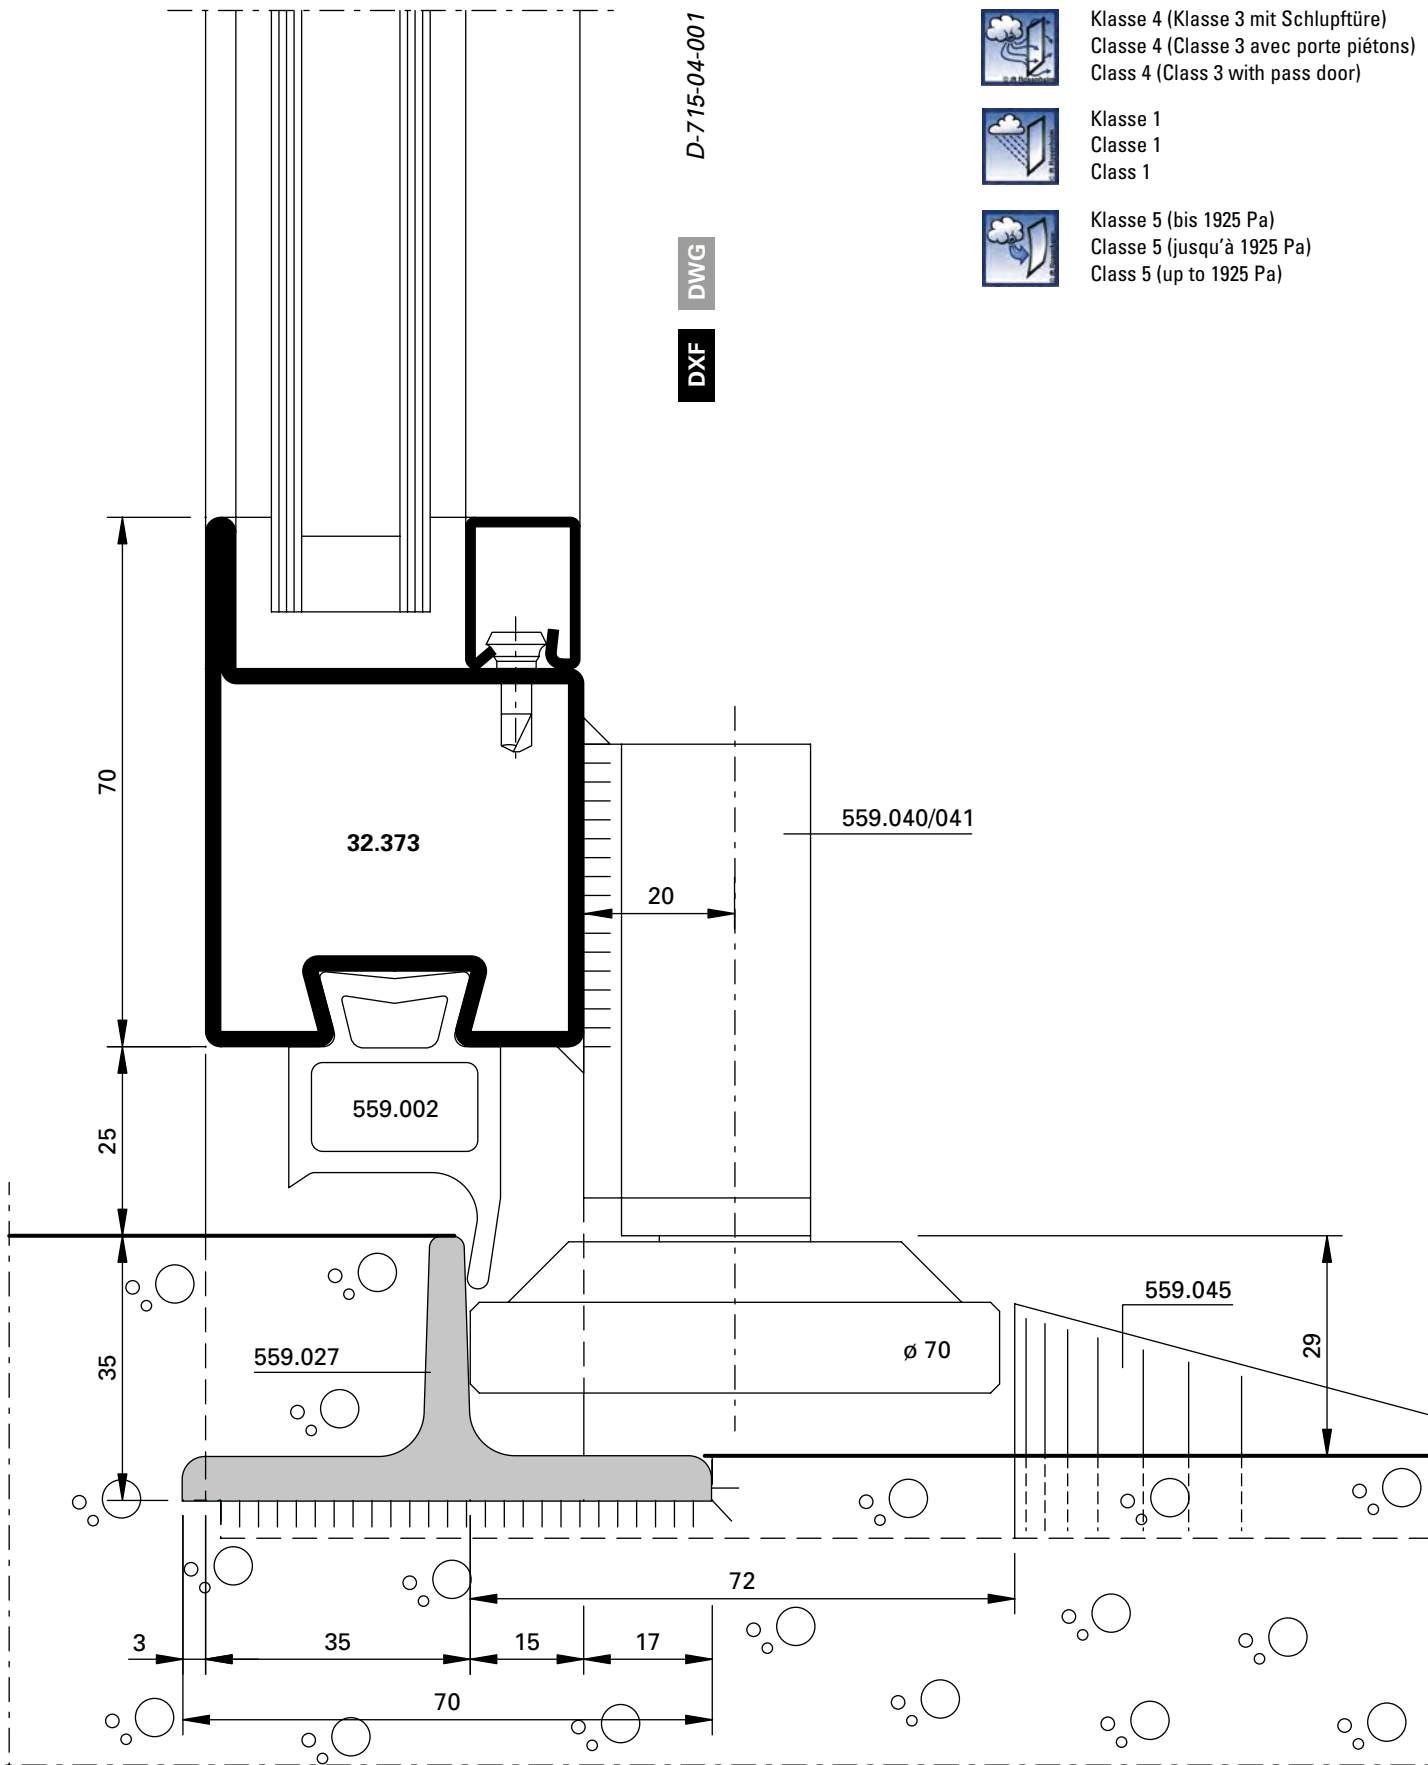 D-715-04-001
DWG
DXF
Klasse 4 (Klasse 3 mit Schlupftüre)
Classe 4 (Classe 3 avec porte piétons)
Class 4 (Class 3 with pass door)
Klasse 1
Classe 1
Class 1
Klasse 5 (bis 1925 Pa)
Classe 5 (jusqu'à 1925 Pa)
Class 5 (up to 1925 Pa)
70
32.373
559.040/041
20
25
559.002
35
559.027
ø 70
559.045
29
72
3
35
15
17
70